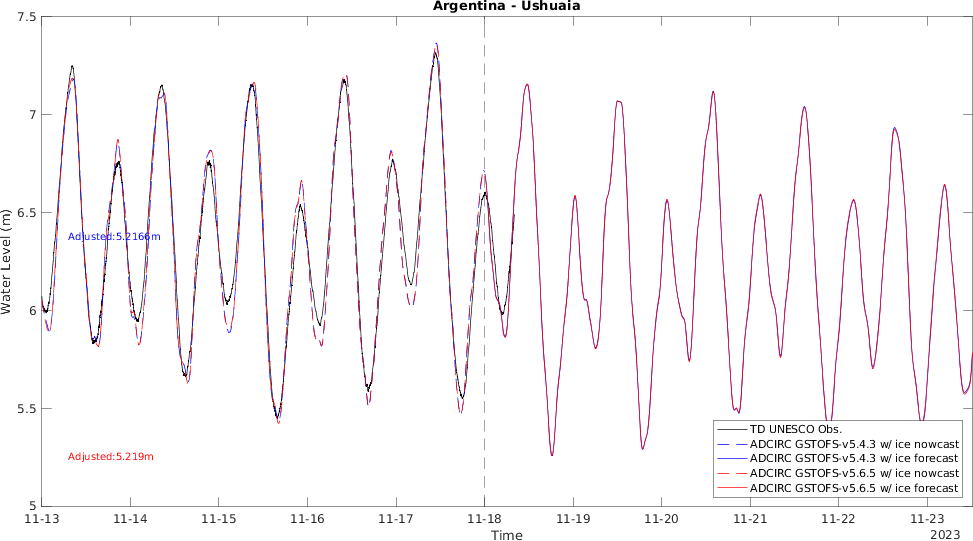 Argentina - Ushuaia
7.5
7
6.5
6
5.5
5
Water Level (m)
Adjusted:5.2166m
Adjusted:5.219m
TD UNESCO Obs.
ADCIRC GSTOFS-v5.4.3 w/ ice nowcast
ADCIRC GSTOFS-v5.4.3 w/ ice forecast
ADCIRC GSTOFS-v5.6.5 w/ ice nowcast
ADCIRC GSTOFS-v5.6.5 w/ ice forecast
11-13 11-14 11-15 11-16 11-17 11-18 11-19 11-20 11-21 11-22 11-23
Time
2023